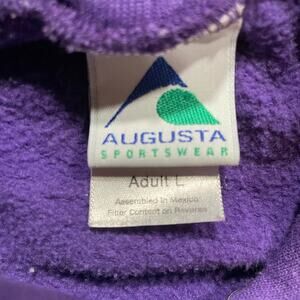 AUGUSTA
SPORTSWEAR
Adult L
Assembled in Mexico
Fiber Content on Reverse